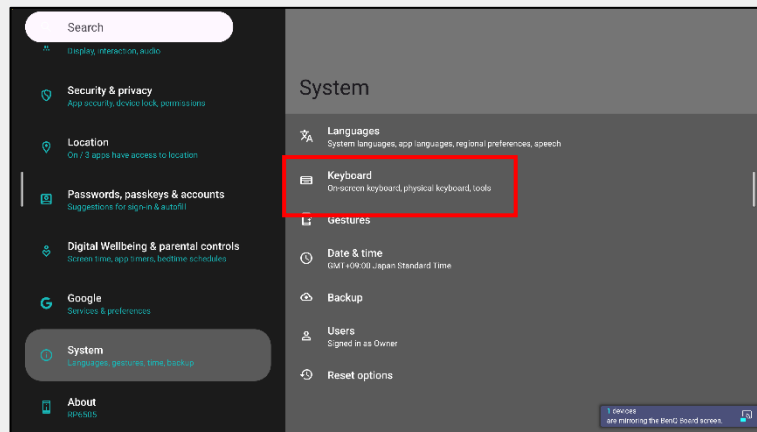 Search
Display, interaction, audio
Security & privacy
App security, device lock, permissions
Location
On / 3 apps have access to location
Passwords, passkeys & accounts
Suggestions for sign-in & autofill
Digital Wellbeing & parental controls
Screen time, app timers, bedtime schedules
Google
Services & preferences
System
Languages, gestures, time, backup
About
RP6505
System
Languages
System languages, app languages, regional preferences, speech
Keyboard
On-screen keyboard, physical keyboard, tools
Gestures
Date & time
GMT+09:00 Japan Standard Time
Backup
Users
Signed in as Owner
Reset options
1 devices
are mirroring the BenQ Board screen.